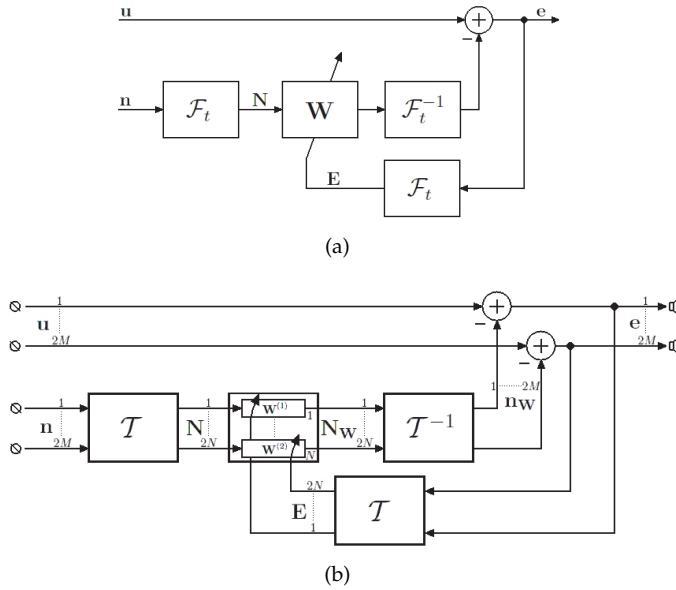 u e
−
n 𝓕ₜ N W 𝓕ₜ⁻¹
E 𝓕ₜ
(a)
1 1
u − e
2M 2M
− 1 2M
n_W
1 1 W⁽¹⁾ 1 1
n 𝒯 N N_W 𝒯⁻¹
2M 2N W⁽²⁾ N 2N
2N
E 𝒯
1
(b)